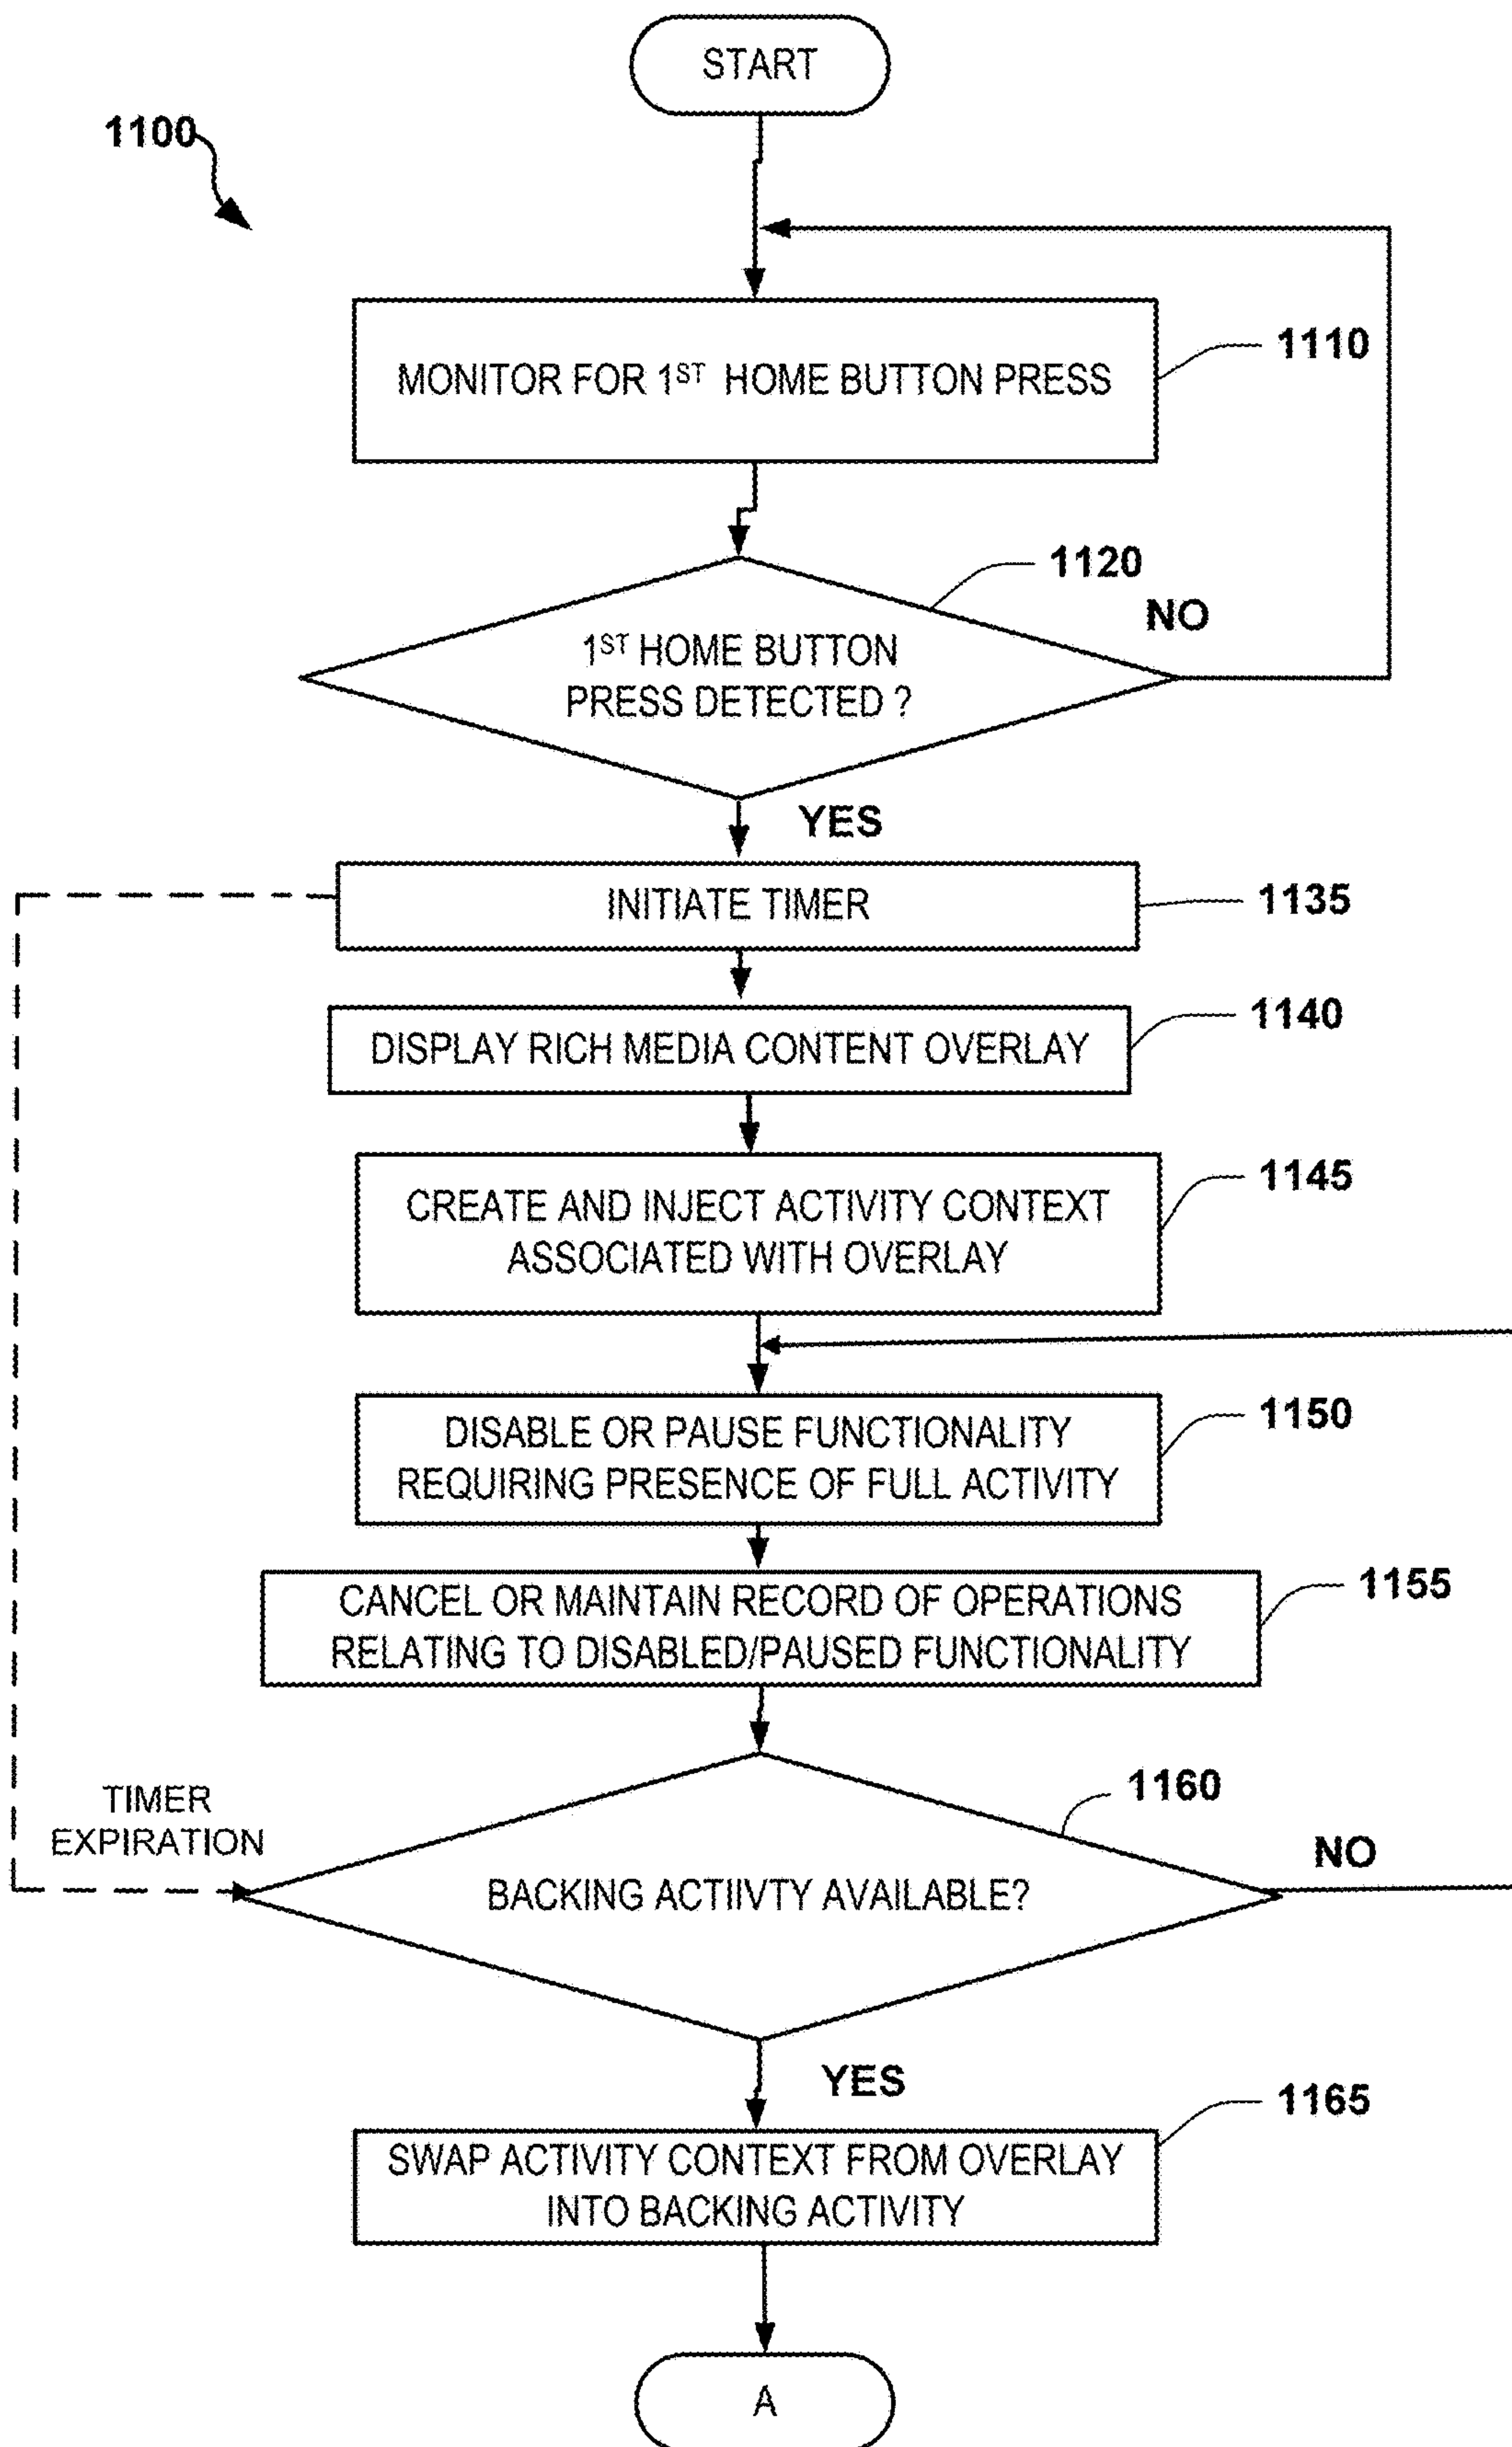 START
1100
MONITOR FOR 1ST HOME BUTTON PRESS
1110
1120
NO
1ST HOME BUTTON
PRESS DETECTED ?
YES
INITIATE TIMER
1135
DISPLAY RICH MEDIA CONTENT OVERLAY
1140
CREATE AND INJECT ACTIVITY CONTEXT
ASSOCIATED WITH OVERLAY
1145
DISABLE OR PAUSE FUNCTIONALITY
REQUIRING PRESENCE OF FULL ACTIVITY
1150
CANCEL OR MAINTAIN RECORD OF OPERATIONS
RELATING TO DISABLED/PAUSED FUNCTIONALITY
1155
TIMER
EXPIRATION
1160
NO
BACKING ACTIIVTY AVAILABLE?
YES
1165
SWAP ACTIVITY CONTEXT FROM OVERLAY
INTO BACKING ACTIVITY
A